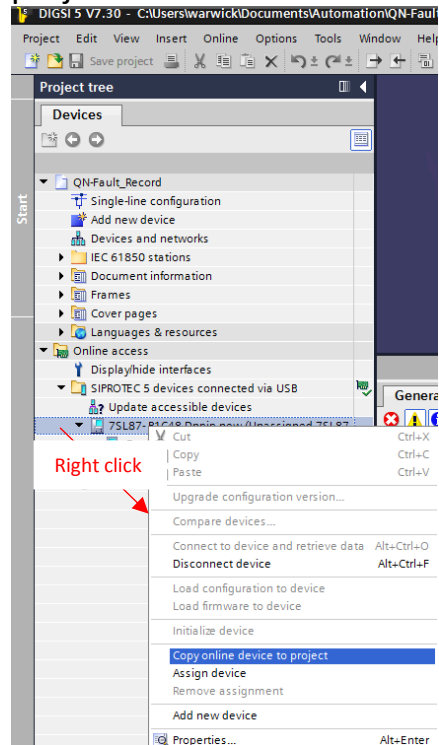 DIGSI 5 V7.30 - C:\Users\warwick\Documents\Automation\QN-Fault
Project Edit View Insert Online Options Tools Window Help
Save project
Project tree
Devices
Start
QN-Fault_Record
Single-line configuration
Add new device
Devices and networks
IEC 61850 stations
Document information
Frames
Cover pages
Languages & resources
Online access
Display/hide interfaces
SIPROTEC 5 devices connected via USB
Update accessible devices
Genera
7SL87-
Cut Ctrl+X
Copy Ctrl+C
Paste Ctrl+V
Right click
Upgrade configuration version...
Compare devices...
Connect to device and retrieve data Alt+Ctrl+O
Disconnect device Alt+Ctrl+F
Load configuration to device
Load firmware to device
Initialize device
Copy online device to project
Assign device
Remove assignment
Add new device
Properties... Alt+Enter